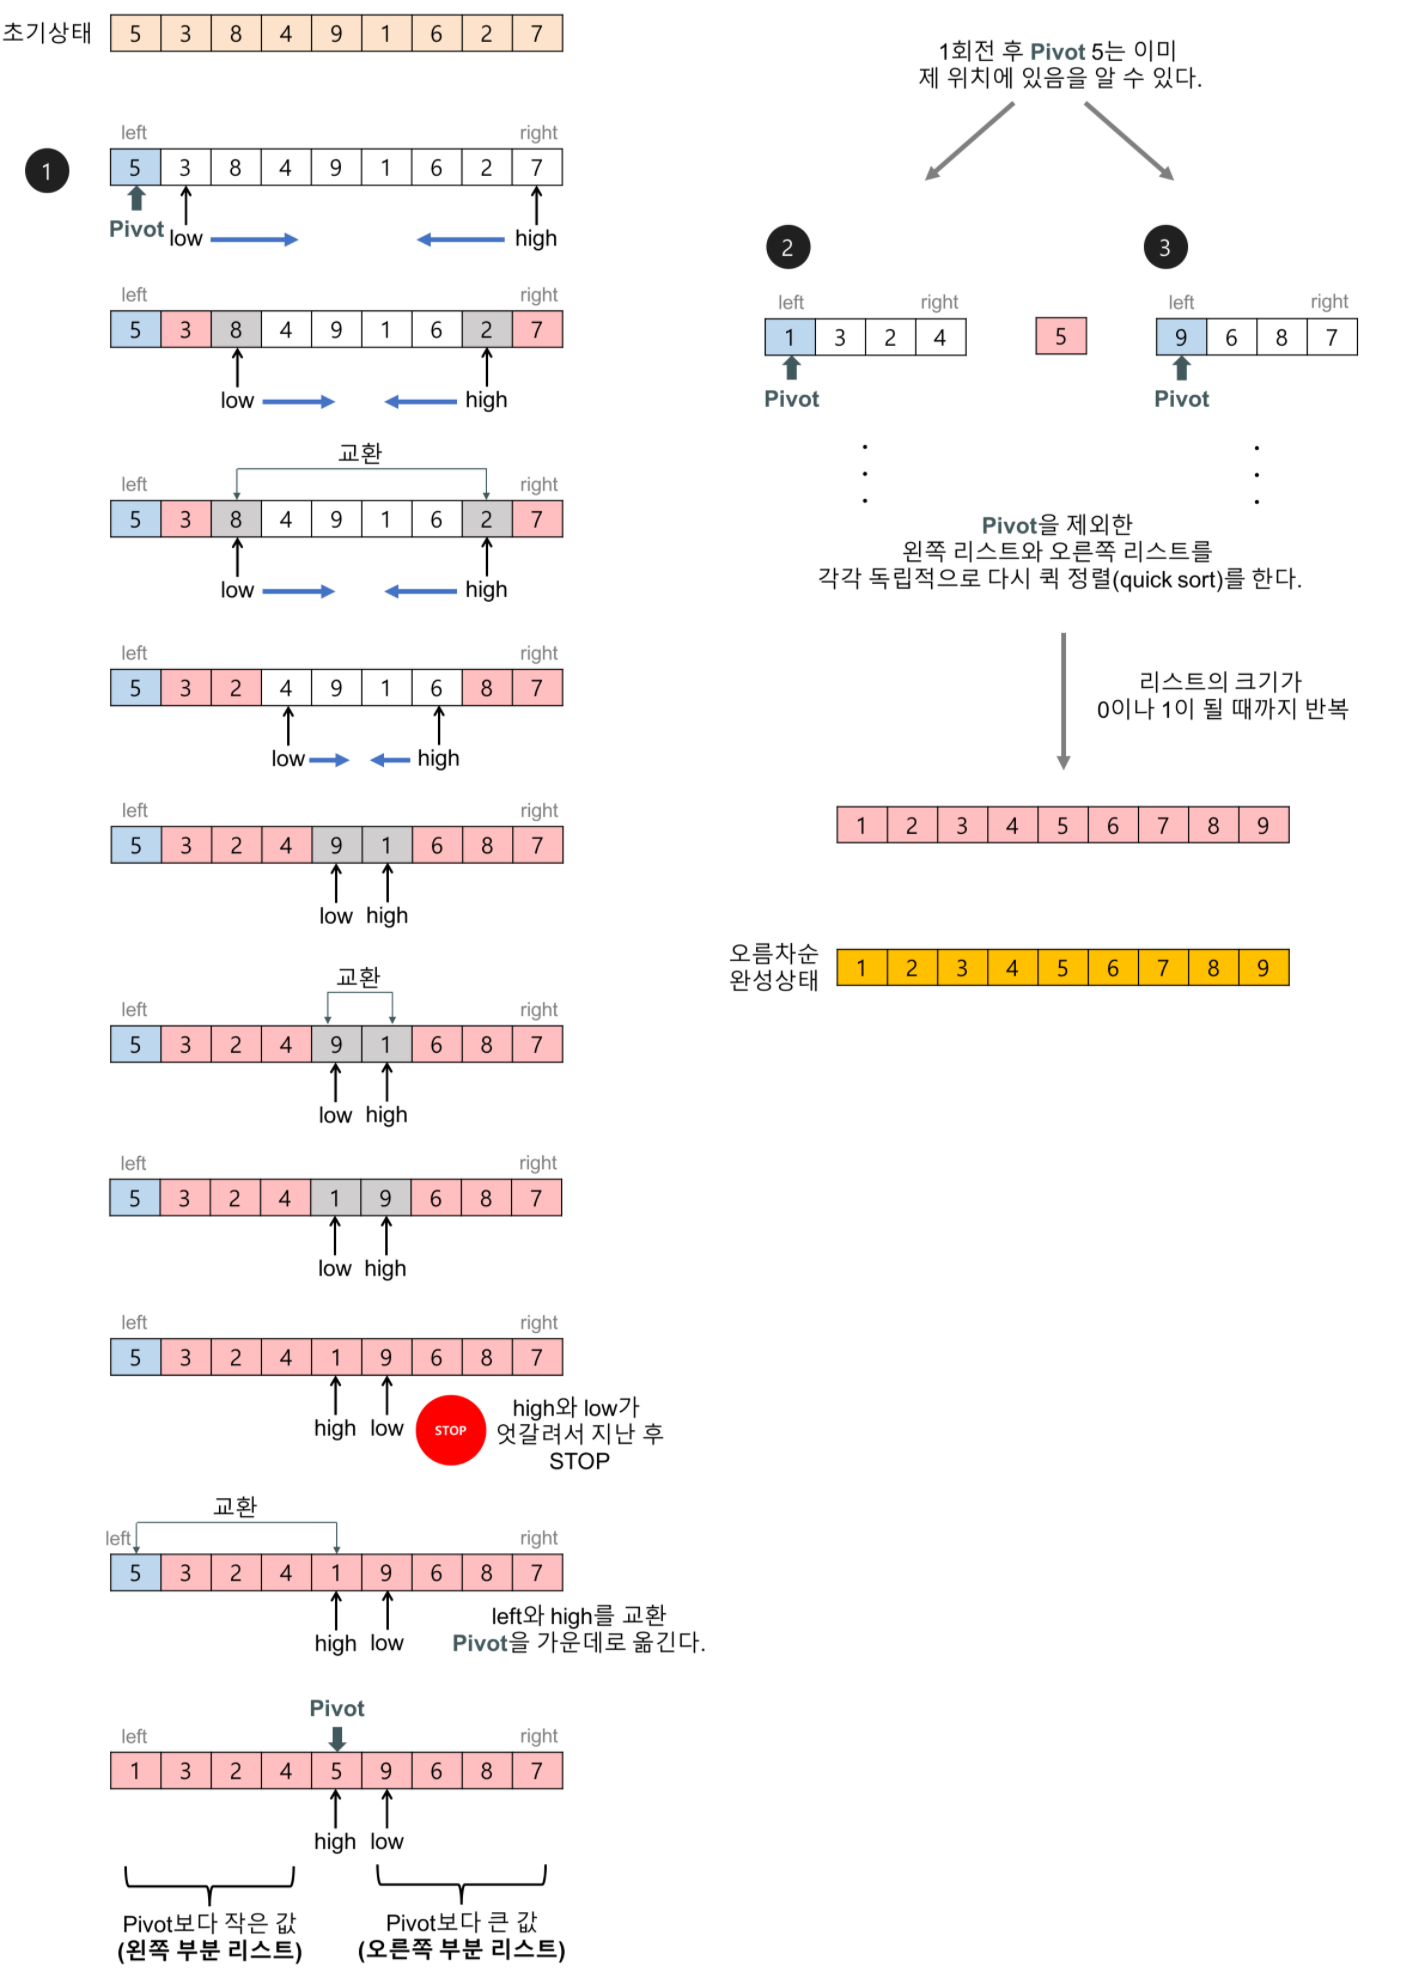 초기상태
5 3 8 4 9 1 6 2 7
1
left right
5 3 8 4 9 1 6 2 7
Pivot
low high
left right
5 3 8 4 9 1 6 2 7
low high
교환
left right
5 3 8 4 9 1 6 2 7
low high
left right
5 3 2 4 9 1 6 8 7
low high
left right
5 3 2 4 9 1 6 8 7
low high
교환
left right
5 3 2 4 9 1 6 8 7
low high
left right
5 3 2 4 1 9 6 8 7
low high
left right
5 3 2 4 1 9 6 8 7
high low
STOP
high와 low가
엇갈려서 지난 후
STOP
교환
left right
5 3 2 4 1 9 6 8 7
high low
left와 high를 교환
Pivot을 가운데로 옮긴다.
Pivot
left right
1 3 2 4 5 9 6 8 7
high low
Pivot보다 작은 값
(왼쪽 부분 리스트)
Pivot보다 큰 값
(오른쪽 부분 리스트)
1회전 후 Pivot 5는 이미
제 위치에 있음을 알 수 있다.
2
left right
1 3 2 4
Pivot
5
3
left right
9 6 8 7
Pivot
Pivot을 제외한
왼쪽 리스트와 오른쪽 리스트를
각각 독립적으로 다시 퀵 정렬(quick sort)를 한다.
리스트의 크기가
0이나 1이 될 때까지 반복
1 2 3 4 5 6 7 8 9
오름차순
완성상태
1 2 3 4 5 6 7 8 9